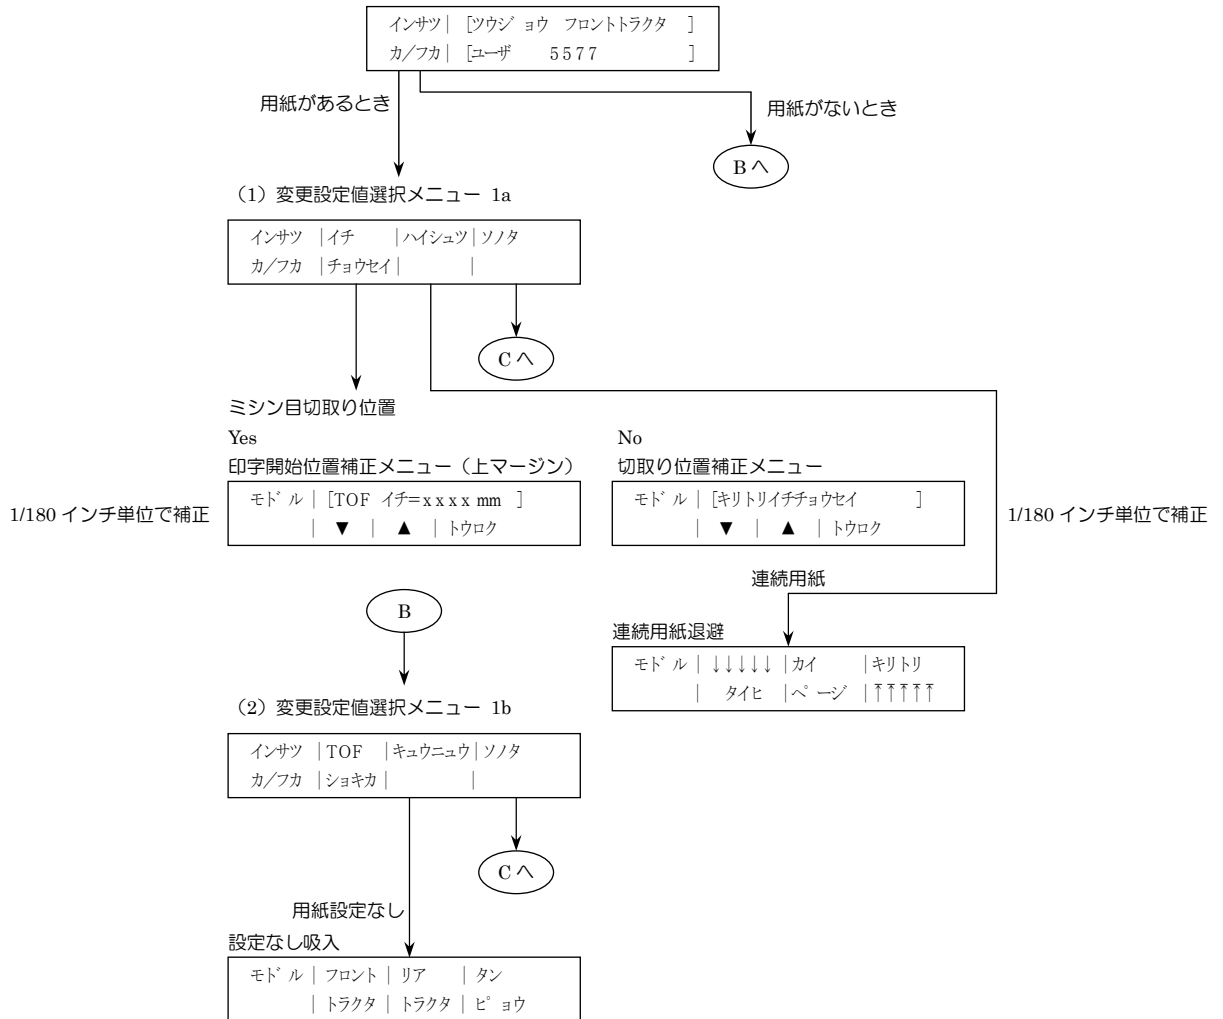 インサツ| [ツウジョウ フロントトラクタ ]
カ/フカ| [ユーザ 5577 ]
用紙があるとき
用紙がないとき
Bへ
(1)変更設定値選択メニュー 1a
インサツ |イチ |ハイシュツ|ソノタ
カ/フカ |チョウセイ| |
Cへ
ミシン目切取り位置
Yes
印字開始位置補正メニュー(上マージン)
No
切取り位置補正メニュー
1/180 インチ単位で補正
モドル | [TOF イチ=xxxx mm ]
| ▼ | ▲ | トウロク
モドル | [キリトリイチチョウセイ ]
| ▼ | ▲ | トウロク
1/180 インチ単位で補正
連続用紙
B
連続用紙退避
モドル | ↓↓↓↓↓ |カイ |キリトリ
| タイヒ |ページ |⤒⤒⤒⤒⤒
(2)変更設定値選択メニュー 1b
インサツ |TOF |キュウニュウ|ソノタ
カ/フカ |ショキカ| |
Cへ
用紙設定なし
設定なし吸入
モドル | フロント | リア | タン
| トラクタ | トラクタ | ピョウ